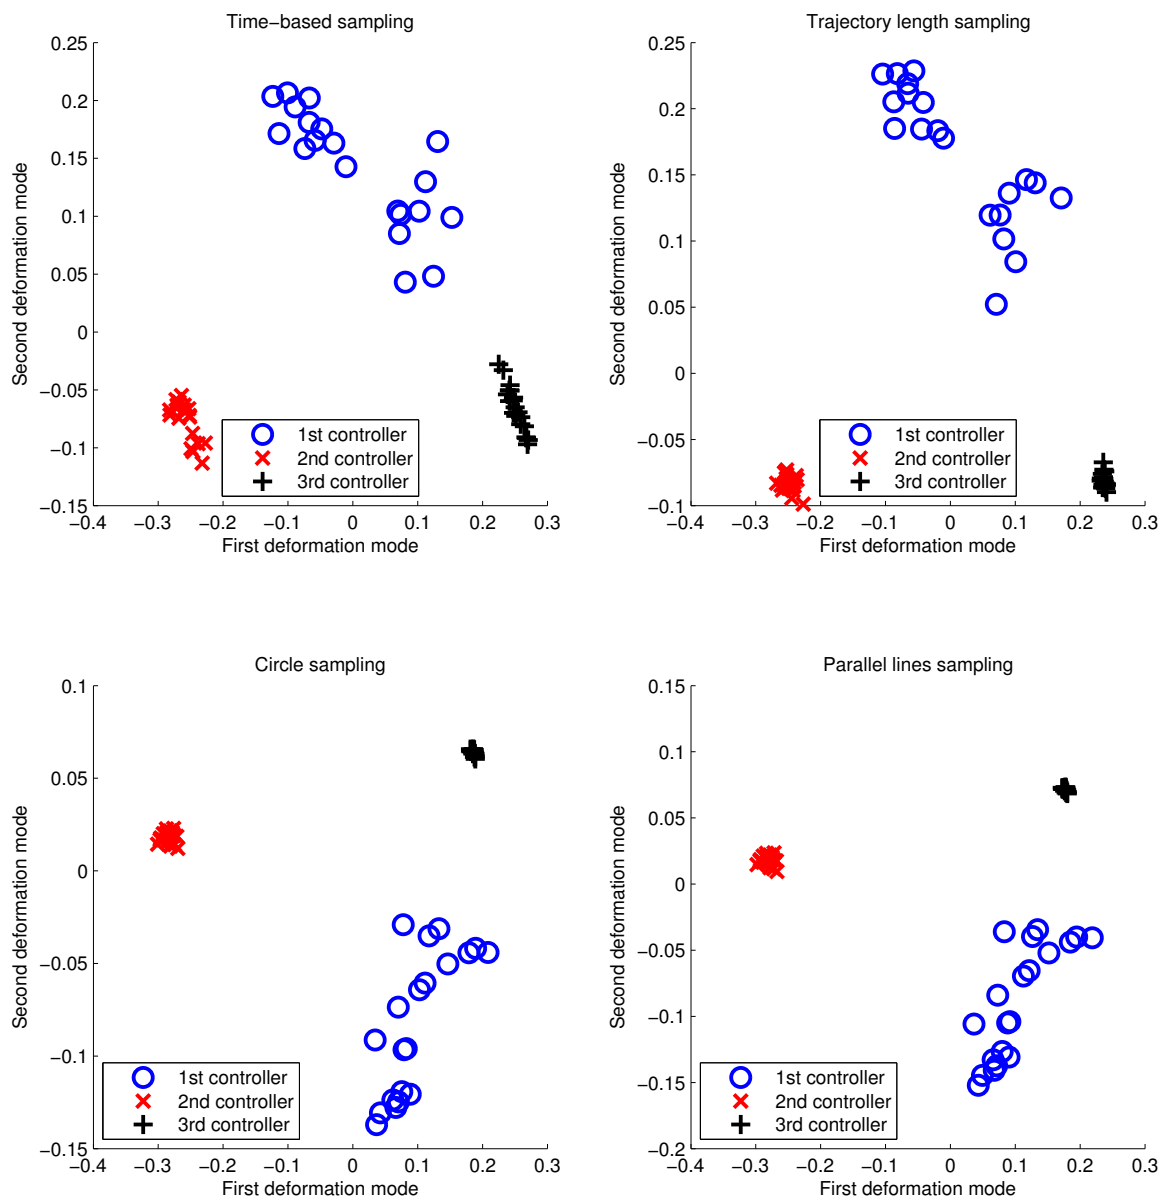 Time−based sampling
0.25
0.2
0.15
0.1
0.05
0
−0.05
−0.1
−0.15
Second deformation mode
1st controller
2nd controller
3rd controller
−0.4 −0.3 −0.2 −0.1 0 0.1 0.2 0.3
First deformation mode
Trajectory length sampling
0.25
0.2
0.15
0.1
0.05
0
−0.05
−0.1
Second deformation mode
1st controller
2nd controller
3rd controller
−0.4 −0.3 −0.2 −0.1 0 0.1 0.2 0.3
First deformation mode
Circle sampling
0.1
0.05
0
−0.05
−0.1
−0.15
Second deformation mode
1st controller
2nd controller
3rd controller
−0.4 −0.3 −0.2 −0.1 0 0.1 0.2 0.3
First deformation mode
Parallel lines sampling
0.15
0.1
0.05
0
−0.05
−0.1
−0.15
−0.2
Second deformation mode
1st controller
2nd controller
3rd controller
−0.4 −0.3 −0.2 −0.1 0 0.1 0.2 0.3
First deformation mode